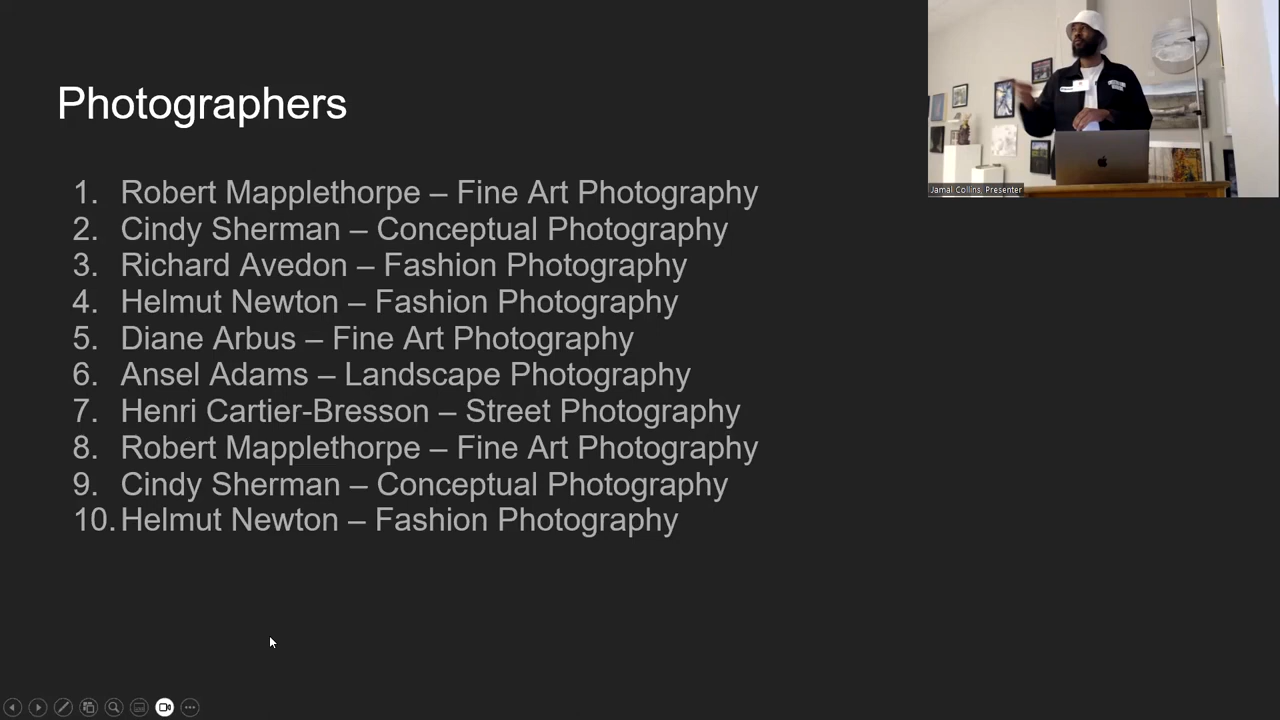 Photographers
1. Robert Mapplethorpe – Fine Art Photography
2. Cindy Sherman – Conceptual Photography
3. Richard Avedon – Fashion Photography
4. Helmut Newton – Fashion Photography
5. Diane Arbus – Fine Art Photography
6. Ansel Adams – Landscape Photography
7. Henri Cartier-Bresson – Street Photography
8. Robert Mapplethorpe – Fine Art Photography
9. Cindy Sherman – Conceptual Photography
10. Helmut Newton – Fashion Photography
Jamal Collins, Presenter